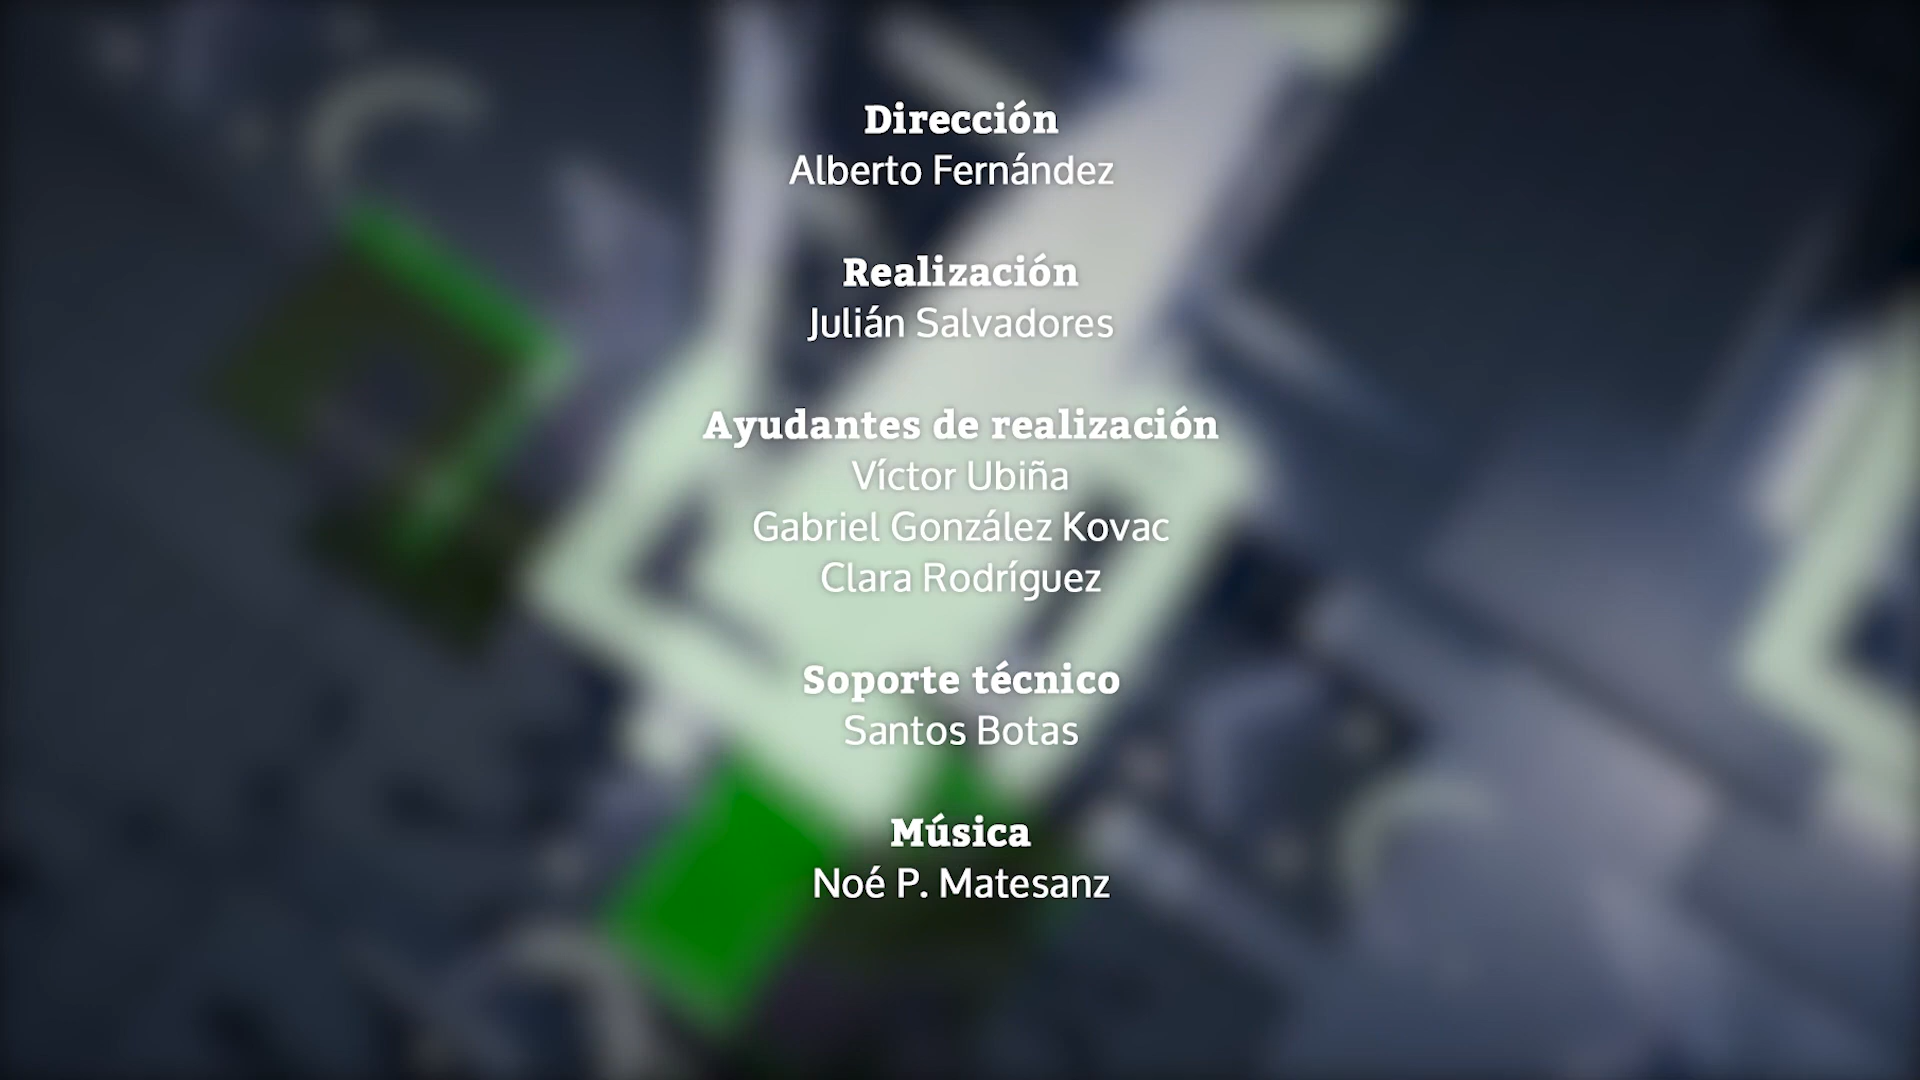 Dirección
Alberto Fernández
Realización
Julián Salvadores
Ayudantes de realización
Víctor Ubiña
Gabriel González Kovac
Clara Rodríguez
Soporte técnico
Santos Botas
Música
Noé P. Matesanz